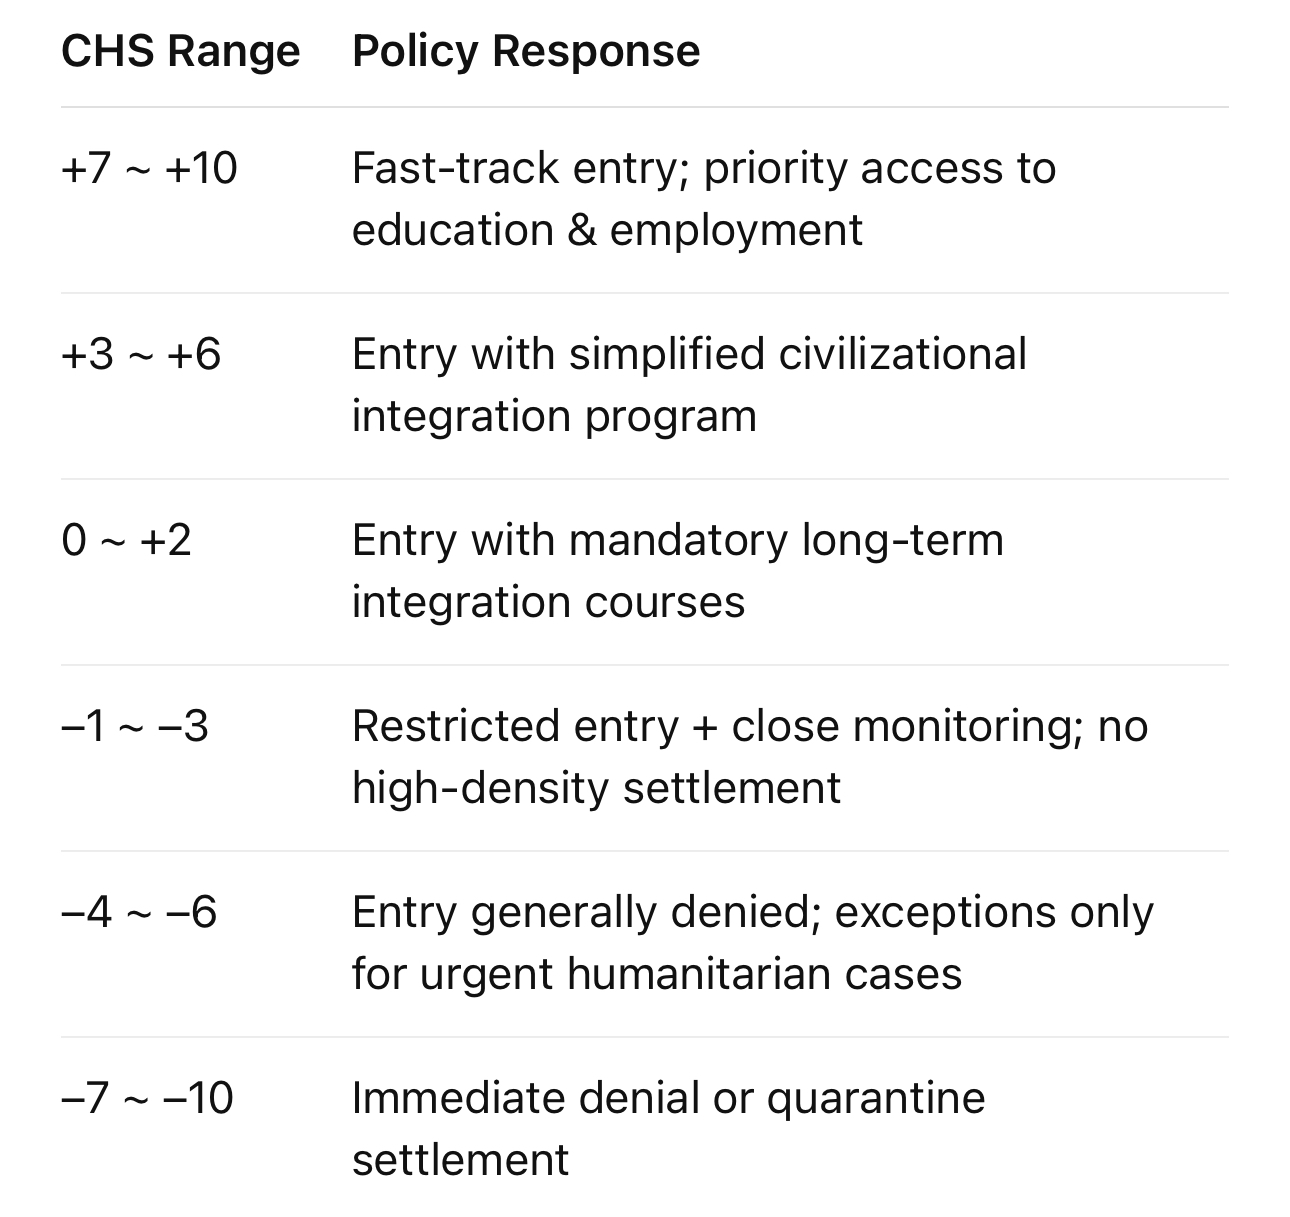 CHS Range Policy Response
+7 ~ +10 Fast-track entry; priority access to
education & employment
+3 ~ +6 Entry with simplified civilizational
integration program
0 ~ +2 Entry with mandatory long-term
integration courses
–1 ~ –3 Restricted entry + close monitoring; no
high-density settlement
–4 ~ –6 Entry generally denied; exceptions only
for urgent humanitarian cases
–7 ~ –10 Immediate denial or quarantine
settlement